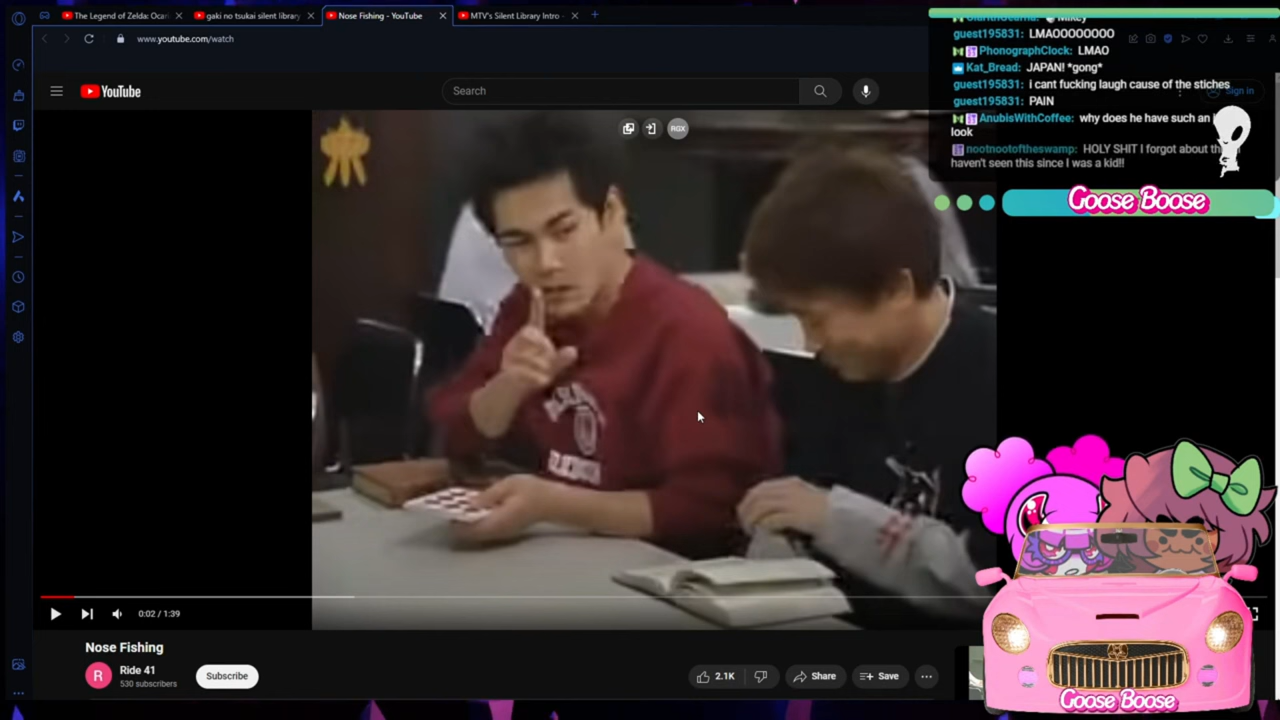 The Legend of Zelda: Ocari
gaki no tsukai silent library
Nose Fishing - YouTube
MTV's Silent Library Intro -
www.youtube.com/watch
YouTube
Search
Sign in
RGX
guest195831: LMAOOOOOOOO
PhonographClock: LMAO
Kat_Bread: JAPAN! *gong*
guest195831: i cant fucking laugh cause of the stiches
guest195831: PAIN
AnubisWithCoffee: why does he have such an
look
nootnootoftheswamp: HOLY SHIT I forgot about
haven't seen this since I was a kid!!
Goose Boose
0:02 / 1:39
Nose Fishing
R
Ride 41
530 subscribers
Subscribe
2.1K
Share
Save
Goose Boose